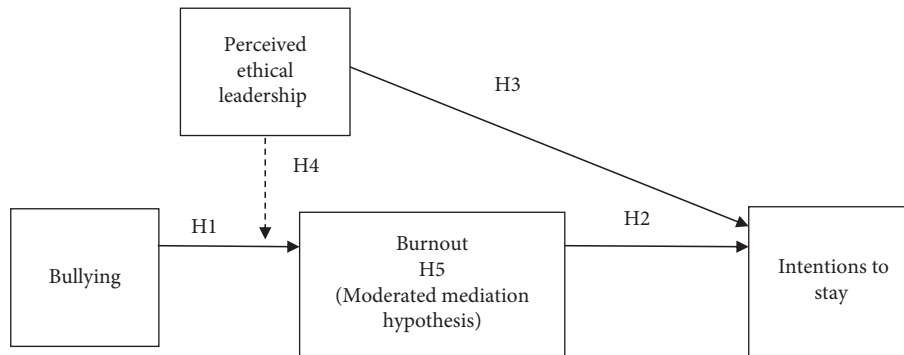 Perceived
ethical
leadership
H3
H4
H1
H2
Bullying
Burnout
H5
(Moderated mediation
hypothesis)
Intentions to
stay